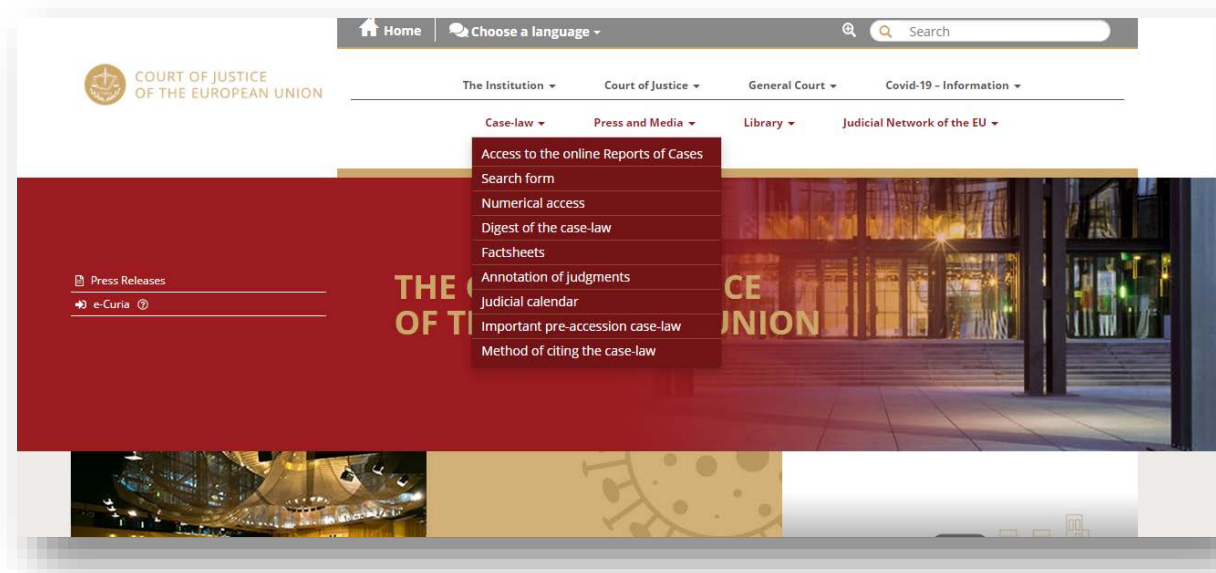 Home
Choose a language
Search
COURT OF JUSTICE
OF THE EUROPEAN UNION
The Institution
Court of Justice
General Court
Covid-19 – Information
Case-law
Press and Media
Library
Judicial Network of the EU
Access to the online Reports of Cases
Search form
Numerical access
Digest of the case-law
Factsheets
Annotation of judgments
Judicial calendar
Important pre-accession case-law
Method of citing the case-law
Press Releases
e-Curia
THE CE
OF T UNION